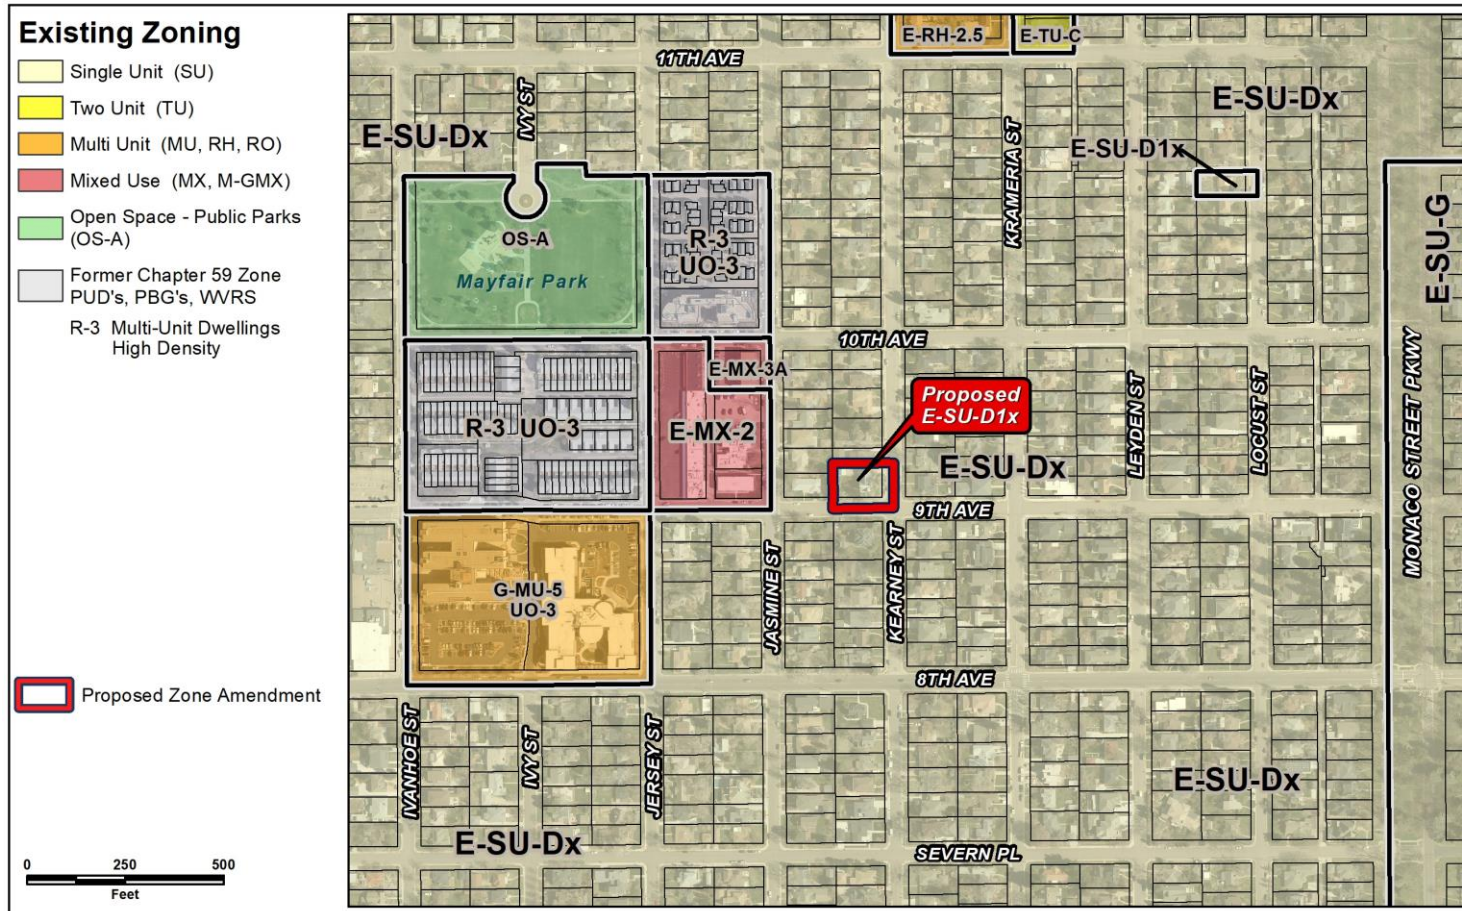 Existing Zoning
Single Unit (SU)
Two Unit (TU)
Multi Unit (MU, RH, RO)
Mixed Use (MX, M-GMX)
Open Space - Public Parks
(OS-A)
Former Chapter 59 Zone
PUD's, PBG's, WVRS
R-3 Multi-Unit Dwellings
High Density
Proposed Zone Amendment
0 250 500
Feet
E-RH-2.5
E-TU-C
11TH AVE
IVY ST
E-SU-Dx
E-SU-Dx
KRAMERIA ST
E-SU-D1x
E-SU-G
OS-A
Mayfair Park
R-3
UO-3
10TH AVE
E-MX-3A
Proposed
E-SU-D1x
R-3 UO-3
E-MX-2
E-SU-Dx
LEYDEN ST
LOCUST ST
MONACO STREET PKWY
9TH AVE
G-MU-5
UO-3
JASMINE ST
KEARNEY ST
8TH AVE
IVANHOE ST
IVY ST
JERSEY ST
E-SU-Dx
E-SU-Dx
SEVERN PL